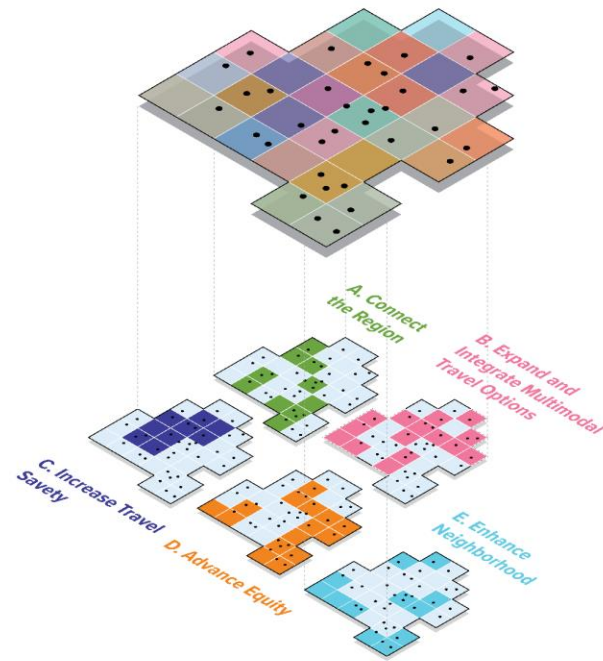 A. Connect
the Region
B. Expand and
Integrate Multimodal
Travel Options
C. Increase Travel
Savety
D. Advance Equity
E. Enhance
Neighborhood